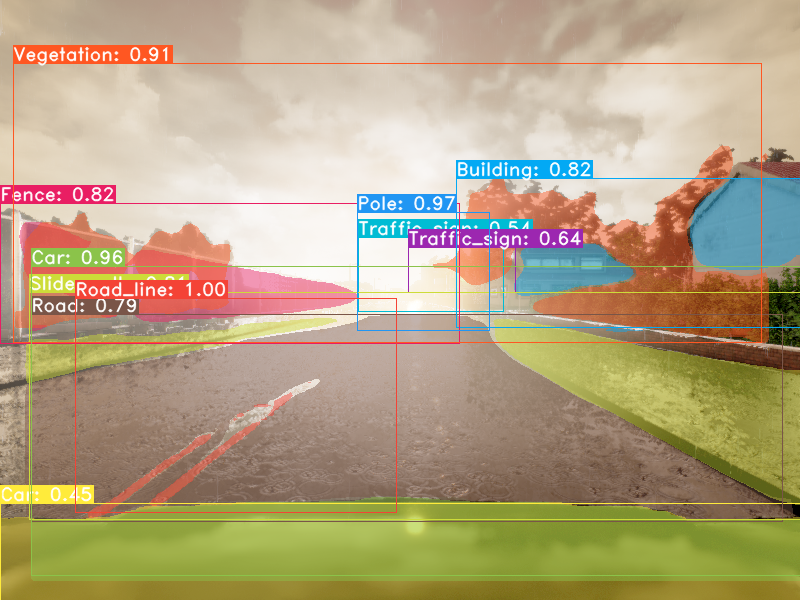 Vegetation: 0.91
Building: 0.82
Fence: 0.82
Pole: 0.97
Traffic_sign: 0.54
Traffic_sign: 0.64
Car: 0.96
Road_line: 1.00
Road: 0.79
Car: 0.45